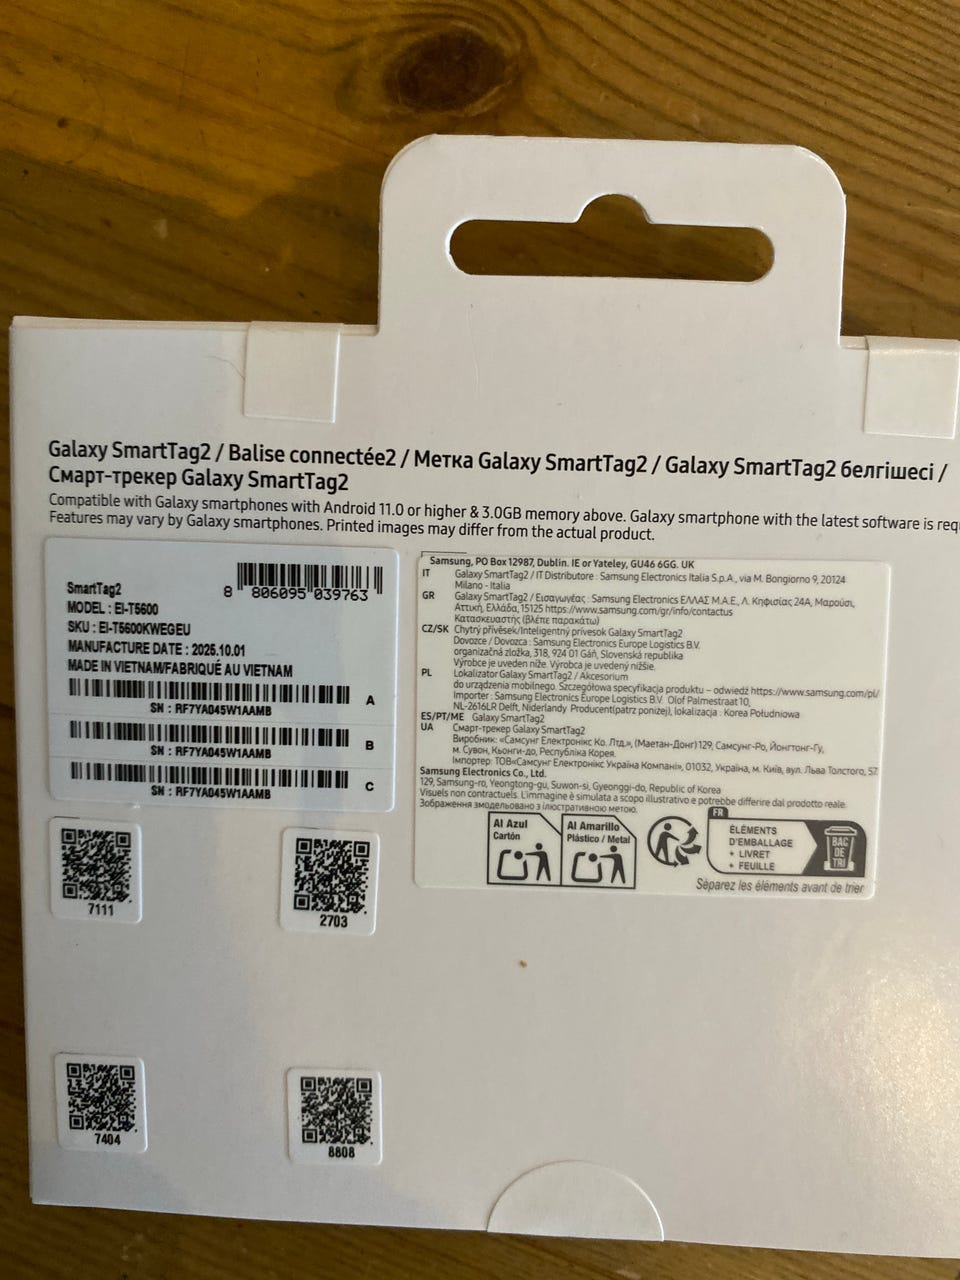 Galaxy SmartTag2 / Balise connectée2 / Метка Galaxy SmartTag2 / Galaxy SmartTag2 белгішесі /
Смарт-трекер Galaxy SmartTag2
Compatible with Galaxy smartphones with Android 11.0 or higher & 3.0GB memory above. Galaxy smartphone with the latest software is req
Features may vary by Galaxy smartphones. Printed images may differ from the actual product.
SmartTag2
8 806095 039763
MODEL : EI-T5600
SKU : EI-T5600KWEGEU
MANUFACTURE DATE : 2025.10.01
MADE IN VIETNAM/FABRIQUÉ AU VIETNAM
A
SN : RF7YA045W1AAMB
B
SN : RF7YA045W1AAMB
C
SN : RF7YA045W1AAMB
Samsung, PO Box 12987, Dublin. IE or Yateley, GU46 6GG. UK
IT Galaxy SmartTag2 / IT Distributore : Samsung Electronics Italia S.p.A., via M. Bongiorno 9, 20124
Milano - Italia
GR Galaxy SmartTag2 / Εισαγωγέας : Samsung Electronics ΕΛΛΑΣ Μ.Α.Ε., Λ. Κηφισίας 24Α, Μαρούσι,
Αττική, Ελλάδα, 15125 https://www.samsung.com/gr/info/contactus
Κατασκευαστή (βλέπε παρακάτω)
CZ/SK Chytrý přívěsek/Inteligentný prívesok Galaxy SmartTag2
Dovozce / Dovozca : Samsung Electronics Europe Logistics B.V.
organizačná zložka, 318, 924 01 Gáň, Slovenská republika
Výrobce je uveden níže. Výrobca je uvedený nižšie.
PL Lokalizator Galaxy SmartTag2 / Akcesorium
do urządzenia mobilnego. Szczegółowa specyfikacja produktu – odwiedź https://www.samsung.com/pl/
Importer : Samsung Electronics Europe Logistics B.V. Olof Palmestraat 10,
NL-2616LR Delft, Niderlandy Producent(patrz poniżej), lokalizacja : Korea Południowa
ES/PT/ME Galaxy SmartTag2
UA Смарт-трекер Galaxy SmartTag2
Виробник: «Самсунг Електронікс Ко. Лтд.», (Маетан-Донг) 129, Самсунг-Ро, Йонгтонг-Гу,
м. Сувон, Кьонги-до, Республіка Корея.
Імпортер: ТОВ«Самсунг Електронікс Україна Компані», 01032, Україна, м. Київ, вул. Льва Толстого, 57
Samsung Electronics Co., Ltd.
129, Samsung-ro, Yeongtong-gu, Suwon-si, Gyeonggi-do, Republic of Korea
Visuels non contractuels. L'immagine è simulata a scopo illustrativo e potrebbe differire dal prodotto reale.
Зображення змодельовано з ілюстративною метою.
Al Azul
Cartón
Al Amarillo
Plástico / Metal
FR
ÉLÉMENTS
D'EMBALLAGE
+ LIVRET
+ FEUILLE
BAC
DE
TRI
Séparez les éléments avant de trier
7111
2703
7404
8808